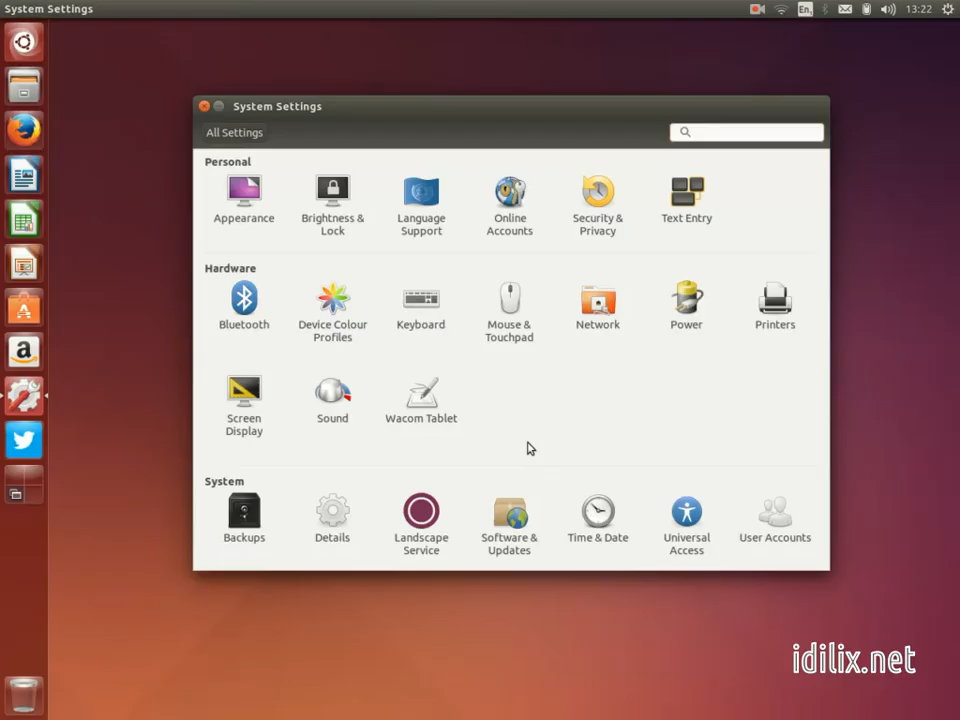 System Settings
En
13:22
System Settings
All Settings
Personal
Appearance
Brightness &
Lock
Language
Support
Online
Accounts
Security &
Privacy
Text Entry
Hardware
Bluetooth
Device Colour
Profiles
Keyboard
Mouse &
Touchpad
Network
Power
Printers
Screen
Display
Sound
Wacom Tablet
System
Backups
Details
Landscape
Service
Software &
Updates
Time & Date
Universal
Access
User Accounts
a
idilix.net